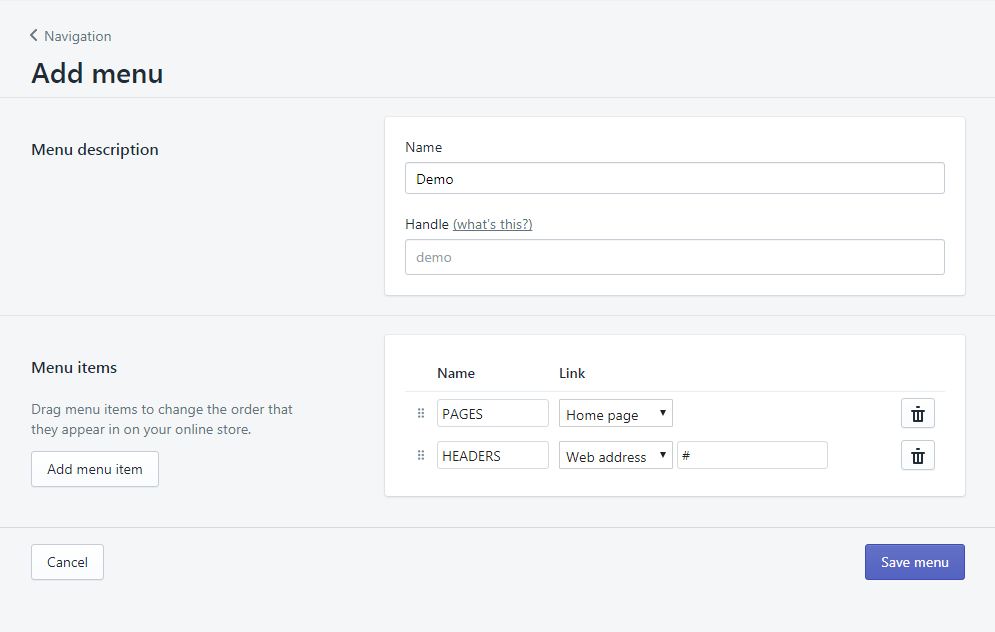 Navigation
Add menu
Menu description
Name
Demo
Handle (what's this?)
demo
Menu items
Drag menu items to change the order that
they appear in on your online store.
Add menu item
Name Link
PAGES Home page
HEADERS Web address #
Cancel Save menu